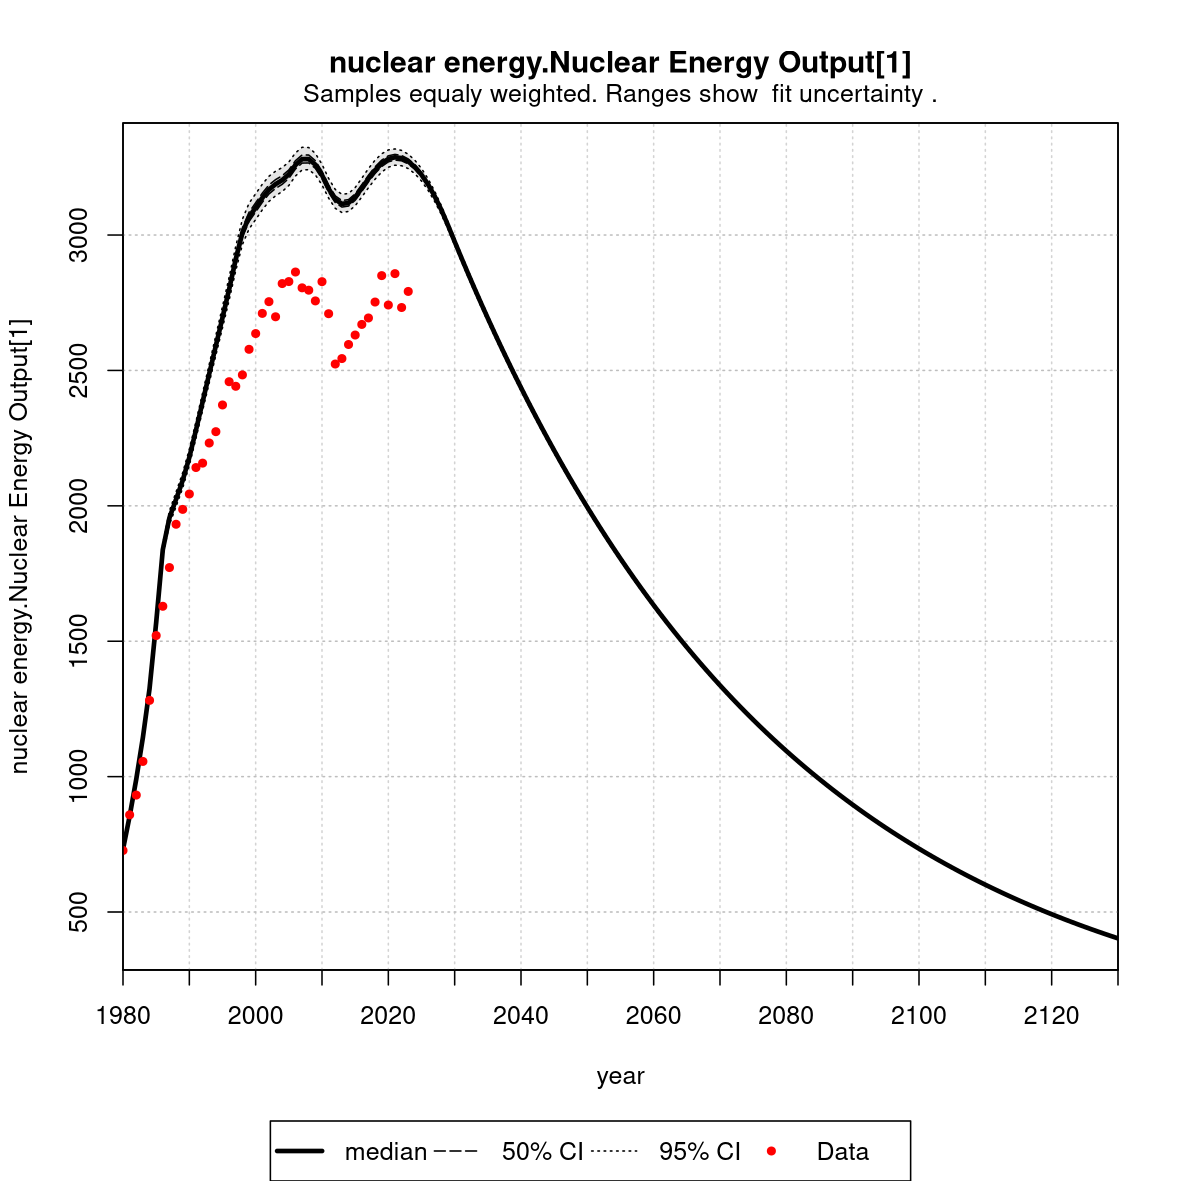 nuclear energy.Nuclear Energy Output[1]
Samples equaly weighted. Ranges show  fit uncertainty .
nuclear energy.Nuclear Energy Output[1]
3000
2500
2000
1500
1000
500
1980 2000 2020 2040 2060 2080 2100 2120
year
median 50% CI 95% CI Data